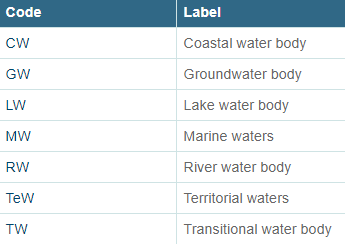 Code Label
CW Coastal water body
GW Groundwater body
LW Lake water body
MW Marine waters
RW River water body
TeW Territorial waters
TW Transitional water body